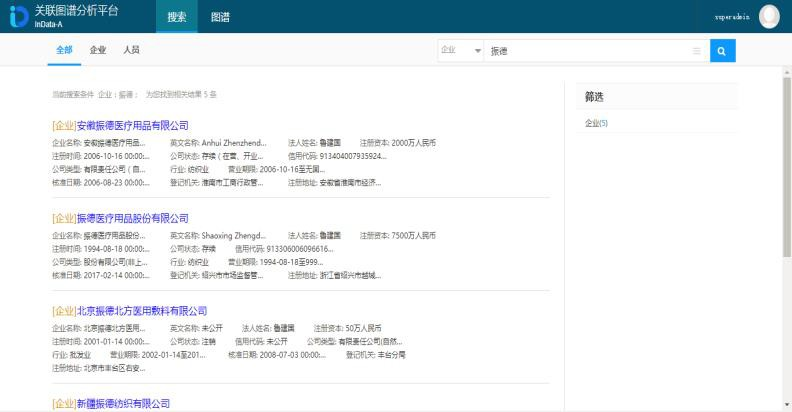 关联图谱分析平台
InData-A
搜索 图谱
superadmin
全部 企业 人员
企业 振德
当前搜索条件 企业：振德： 为您找到相关结果 5 条
筛选
企业(5)
[企业]安徽振德医疗用品有限公司
企业名称: 安徽振德医疗用品... 英文名称: Anhui Zhenzhend... 法人姓名: 鲁建国 注册资本: 2000万人民币
注册时间: 2006-10-16 00:00:... 公司状态: 存续（在营、开业... 信用代码: 913404007935924...
公司类型: 有限责任公司（自... 行业: 纺织业 营业期限: 2006-10-16至无固...
核准日期: 2006-08-23 00:00:... 登记机关: 淮南市工商行政管... 注册地址: 安徽省淮南市经济...
[企业]振德医疗用品股份有限公司
企业名称: 振德医疗用品股份... 英文名称: Shaoxing Zhengd... 法人姓名: 鲁建国 注册资本: 7500万人民币
注册时间: 1994-08-18 00:00:... 公司状态: 存续 信用代码: 913306006096616...
公司类型: 股份有限公司(非上... 行业: 纺织业 营业期限: 1994-08-18至999...
核准日期: 2017-02-14 00:00:... 登记机关: 绍兴市市场监督管... 注册地址: 浙江省绍兴市越城...
[企业]北京振德北方医用敷料有限公司
企业名称: 北京振德北方医用... 英文名称: 未公开 法人姓名: 鲁建国 注册资本: 50万人民币
注册时间: 2001-01-14 00:00:... 公司状态: 注销 信用代码: 未公开 公司类型: 有限责任公司(自然...
行业: 批发业 营业期限: 2002-01-14至201... 核准日期: 2008-07-03 00:00:... 登记机关: 丰台分局
注册地址: 北京市丰台区右安...
[企业]新疆振德纺织有限公司